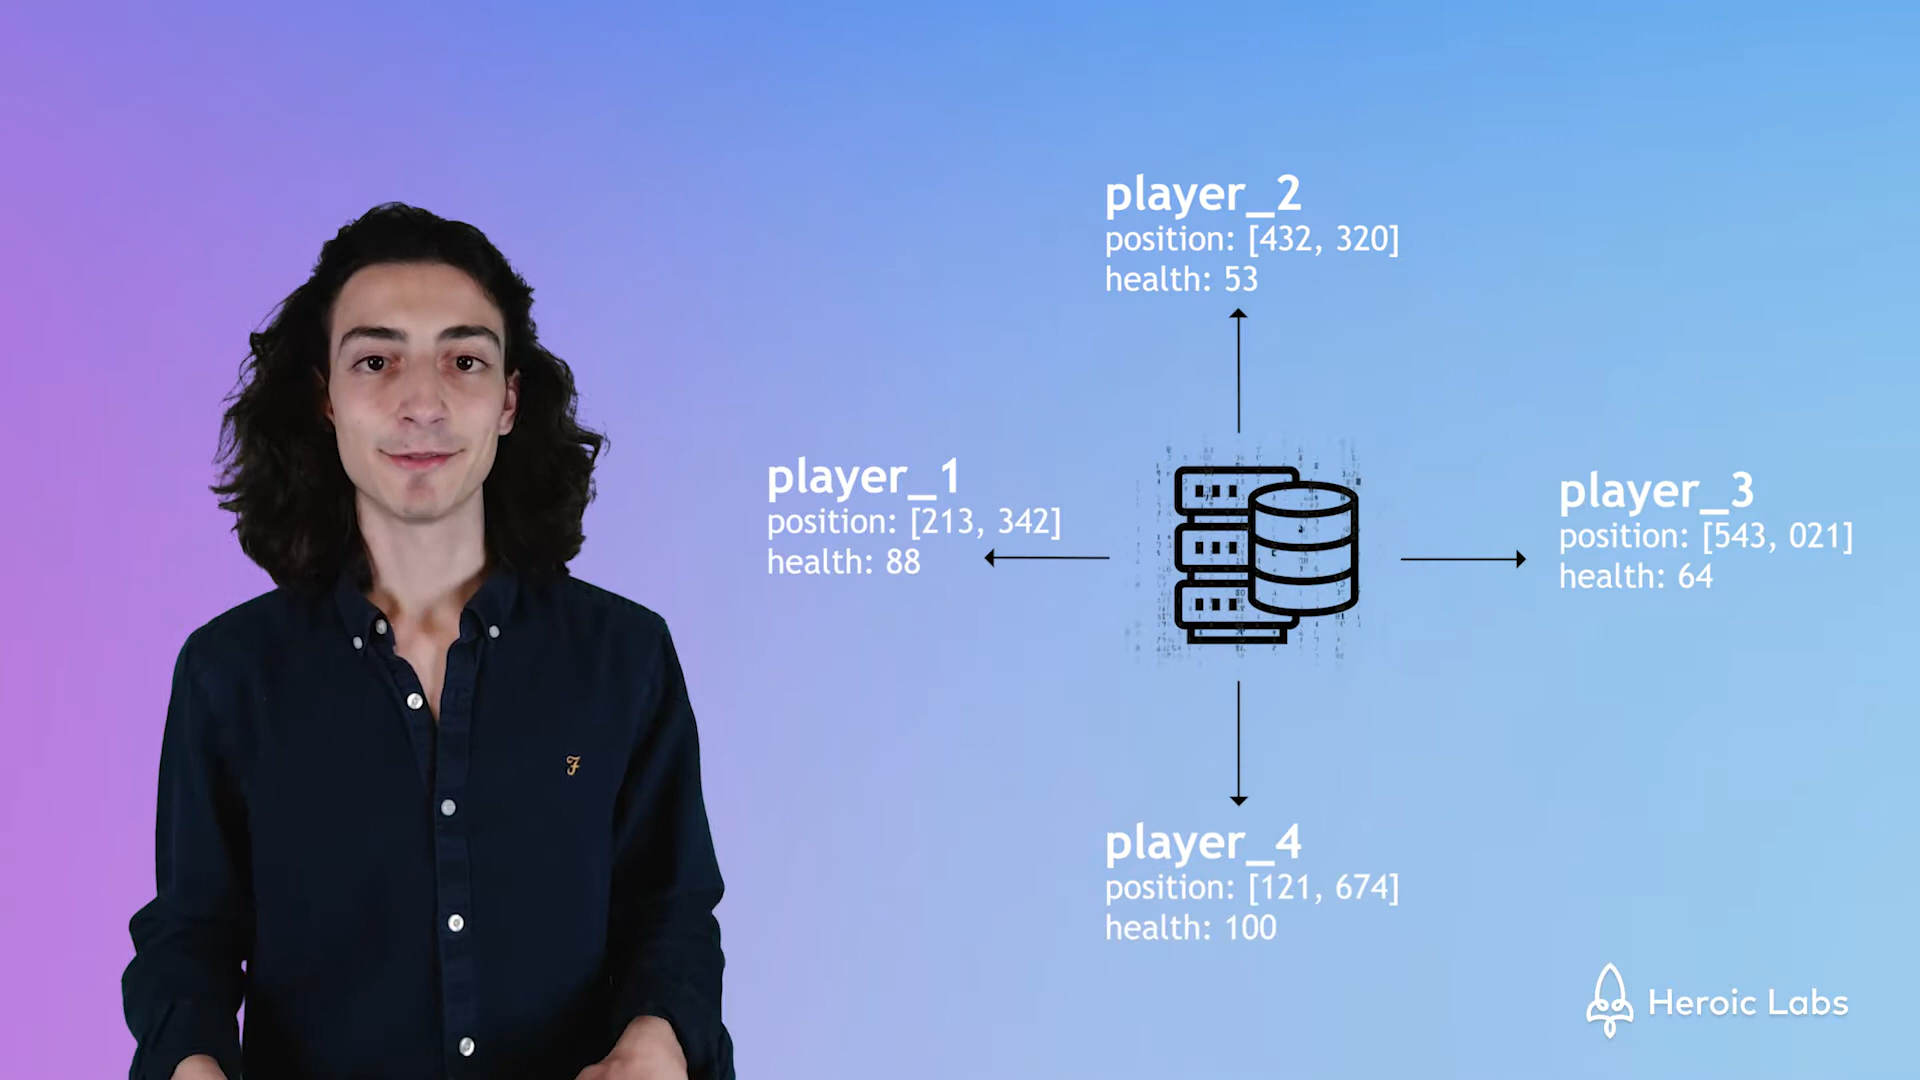 player_2
position: [432, 320]
health: 53
player_1
position: [213, 342]
health: 88
player_3
position: [543, 021]
health: 64
player_4
position: [121, 674]
health: 100
Heroic Labs